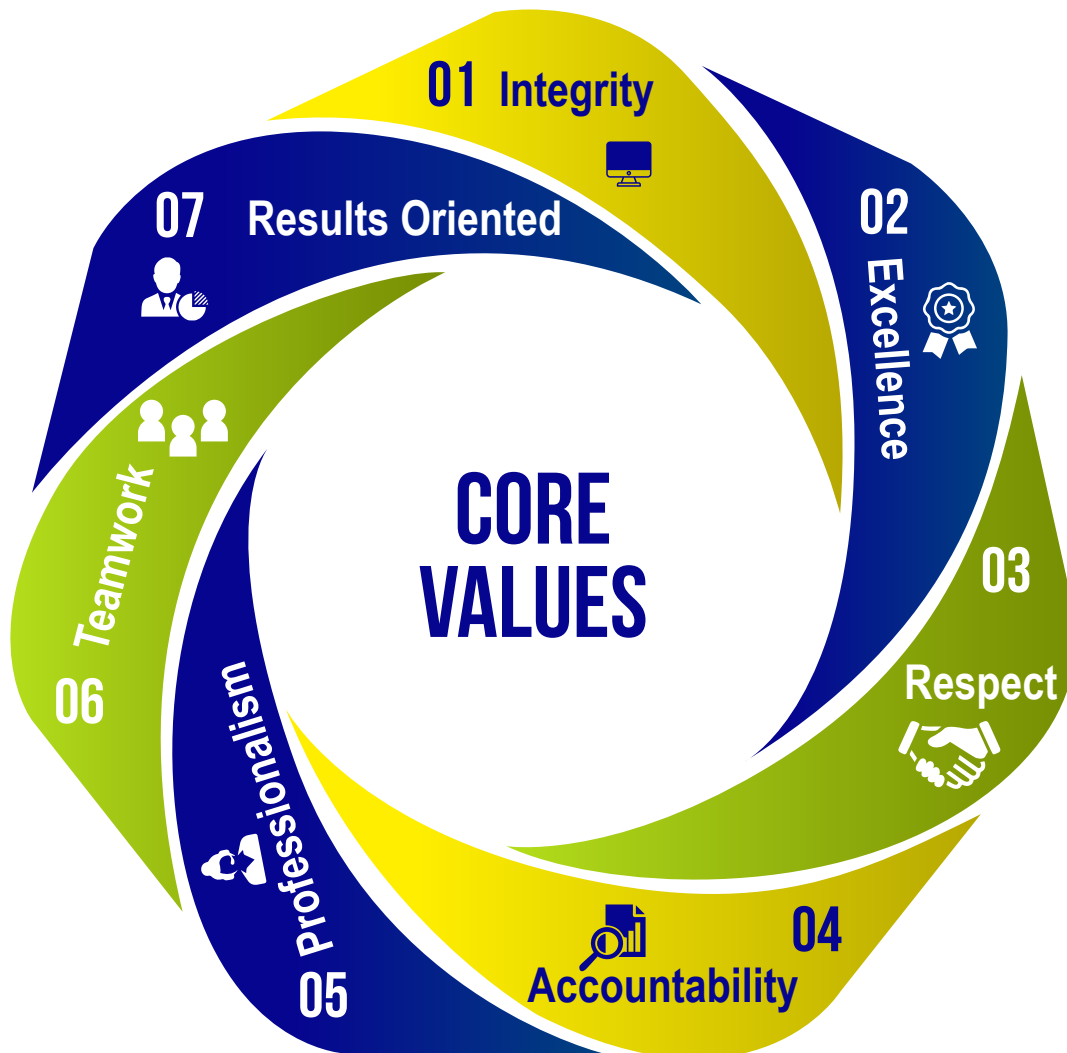 CORE
VALUES
01 Integrity
02
Excellence
03
Respect
04
Accountability
05
Professionalism
06
Teamwork
07 Results Oriented